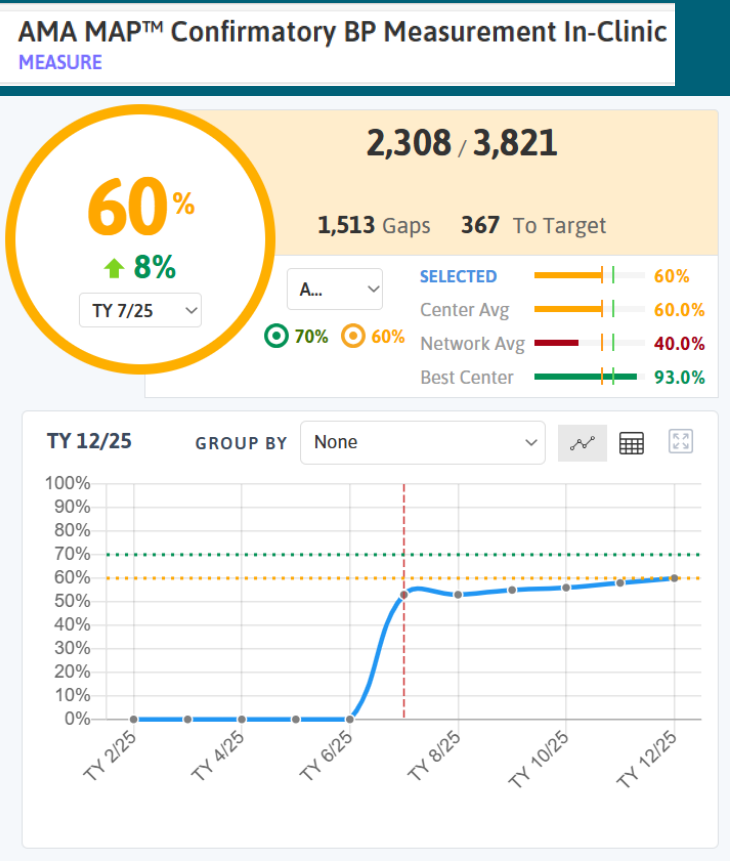 AMA MAP™ Confirmatory BP Measurement In-Clinic
MEASURE
60%
8%
TY 7/25
2,308 / 3,821
1,513 Gaps 367 To Target
A...
70% 60%
SELECTED 60%
Center Avg 60.0%
Network Avg 40.0%
Best Center 93.0%
TY 12/25 GROUP BY None
100%
90%
80%
70%
60%
50%
40%
30%
20%
10%
0%
TY 2/25 TY 4/25 TY 6/25 TY 8/25 TY 10/25 TY 12/25